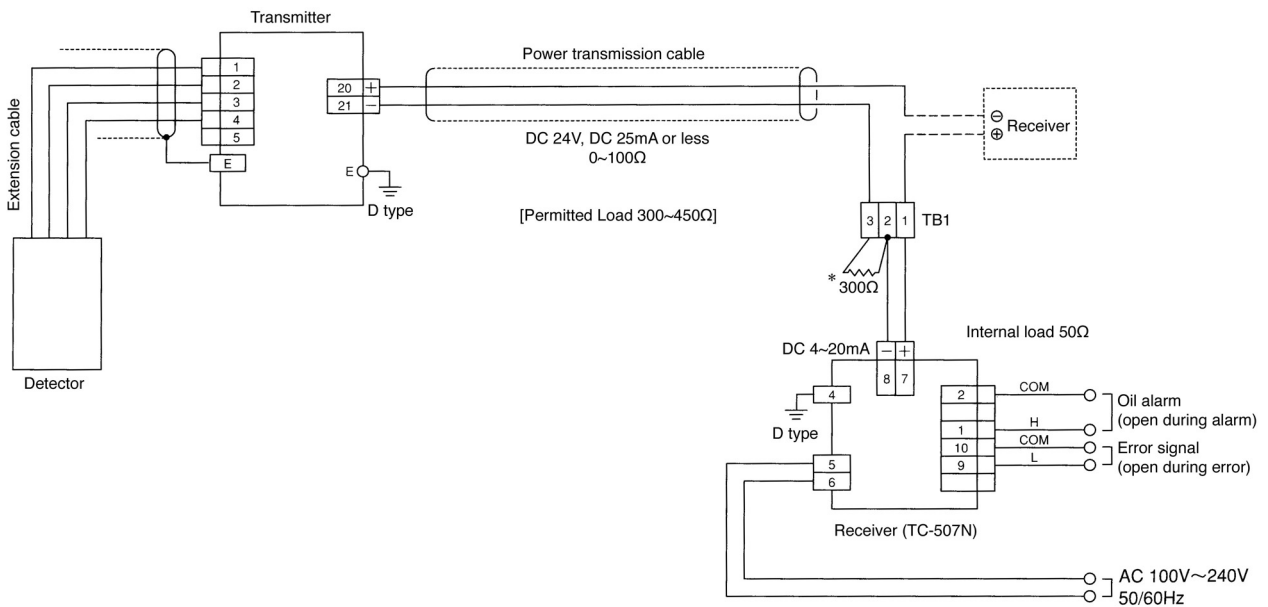 Transmitter
Extension cable
1
2
3
4
5
E
20 +
21 −
E
D type
Power transmission cable
DC 24V, DC 25mA or less
0~100Ω
[Permitted Load 300~450Ω]
⊖
⊕
Receiver
3 2 1 TB1
* 300Ω
Detector
Internal load 50Ω
DC 4~20mA − +
8 7
4
D type
5
6
2 COM
1 H
10 COM
9 L
Oil alarm
(open during alarm)
Error signal
(open during error)
Receiver (TC-507N)
AC 100V~240V
50/60Hz